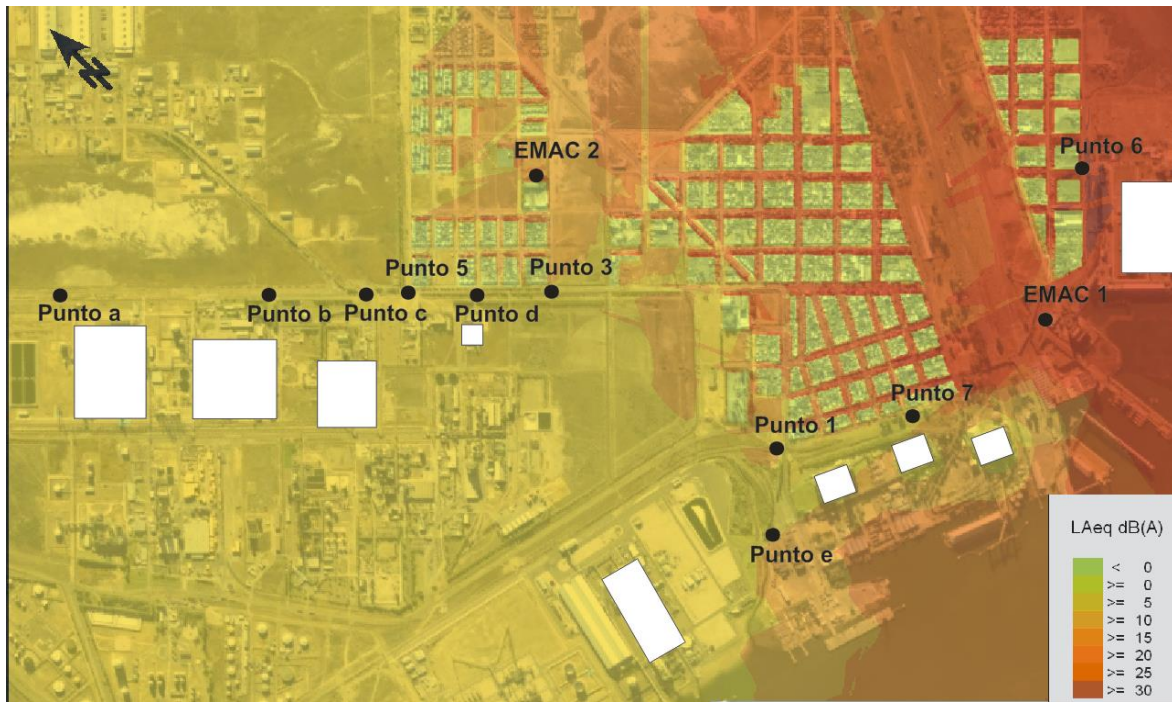 EMAC 2
Punto 6
Punto 5
Punto 3
Punto a
Punto b
Punto c
Punto d
EMAC 1
Punto 7
Punto 1
Punto e
LAeq dB(A)
< 0
>= 0
>= 5
>= 10
>= 15
>= 20
>= 25
>= 30